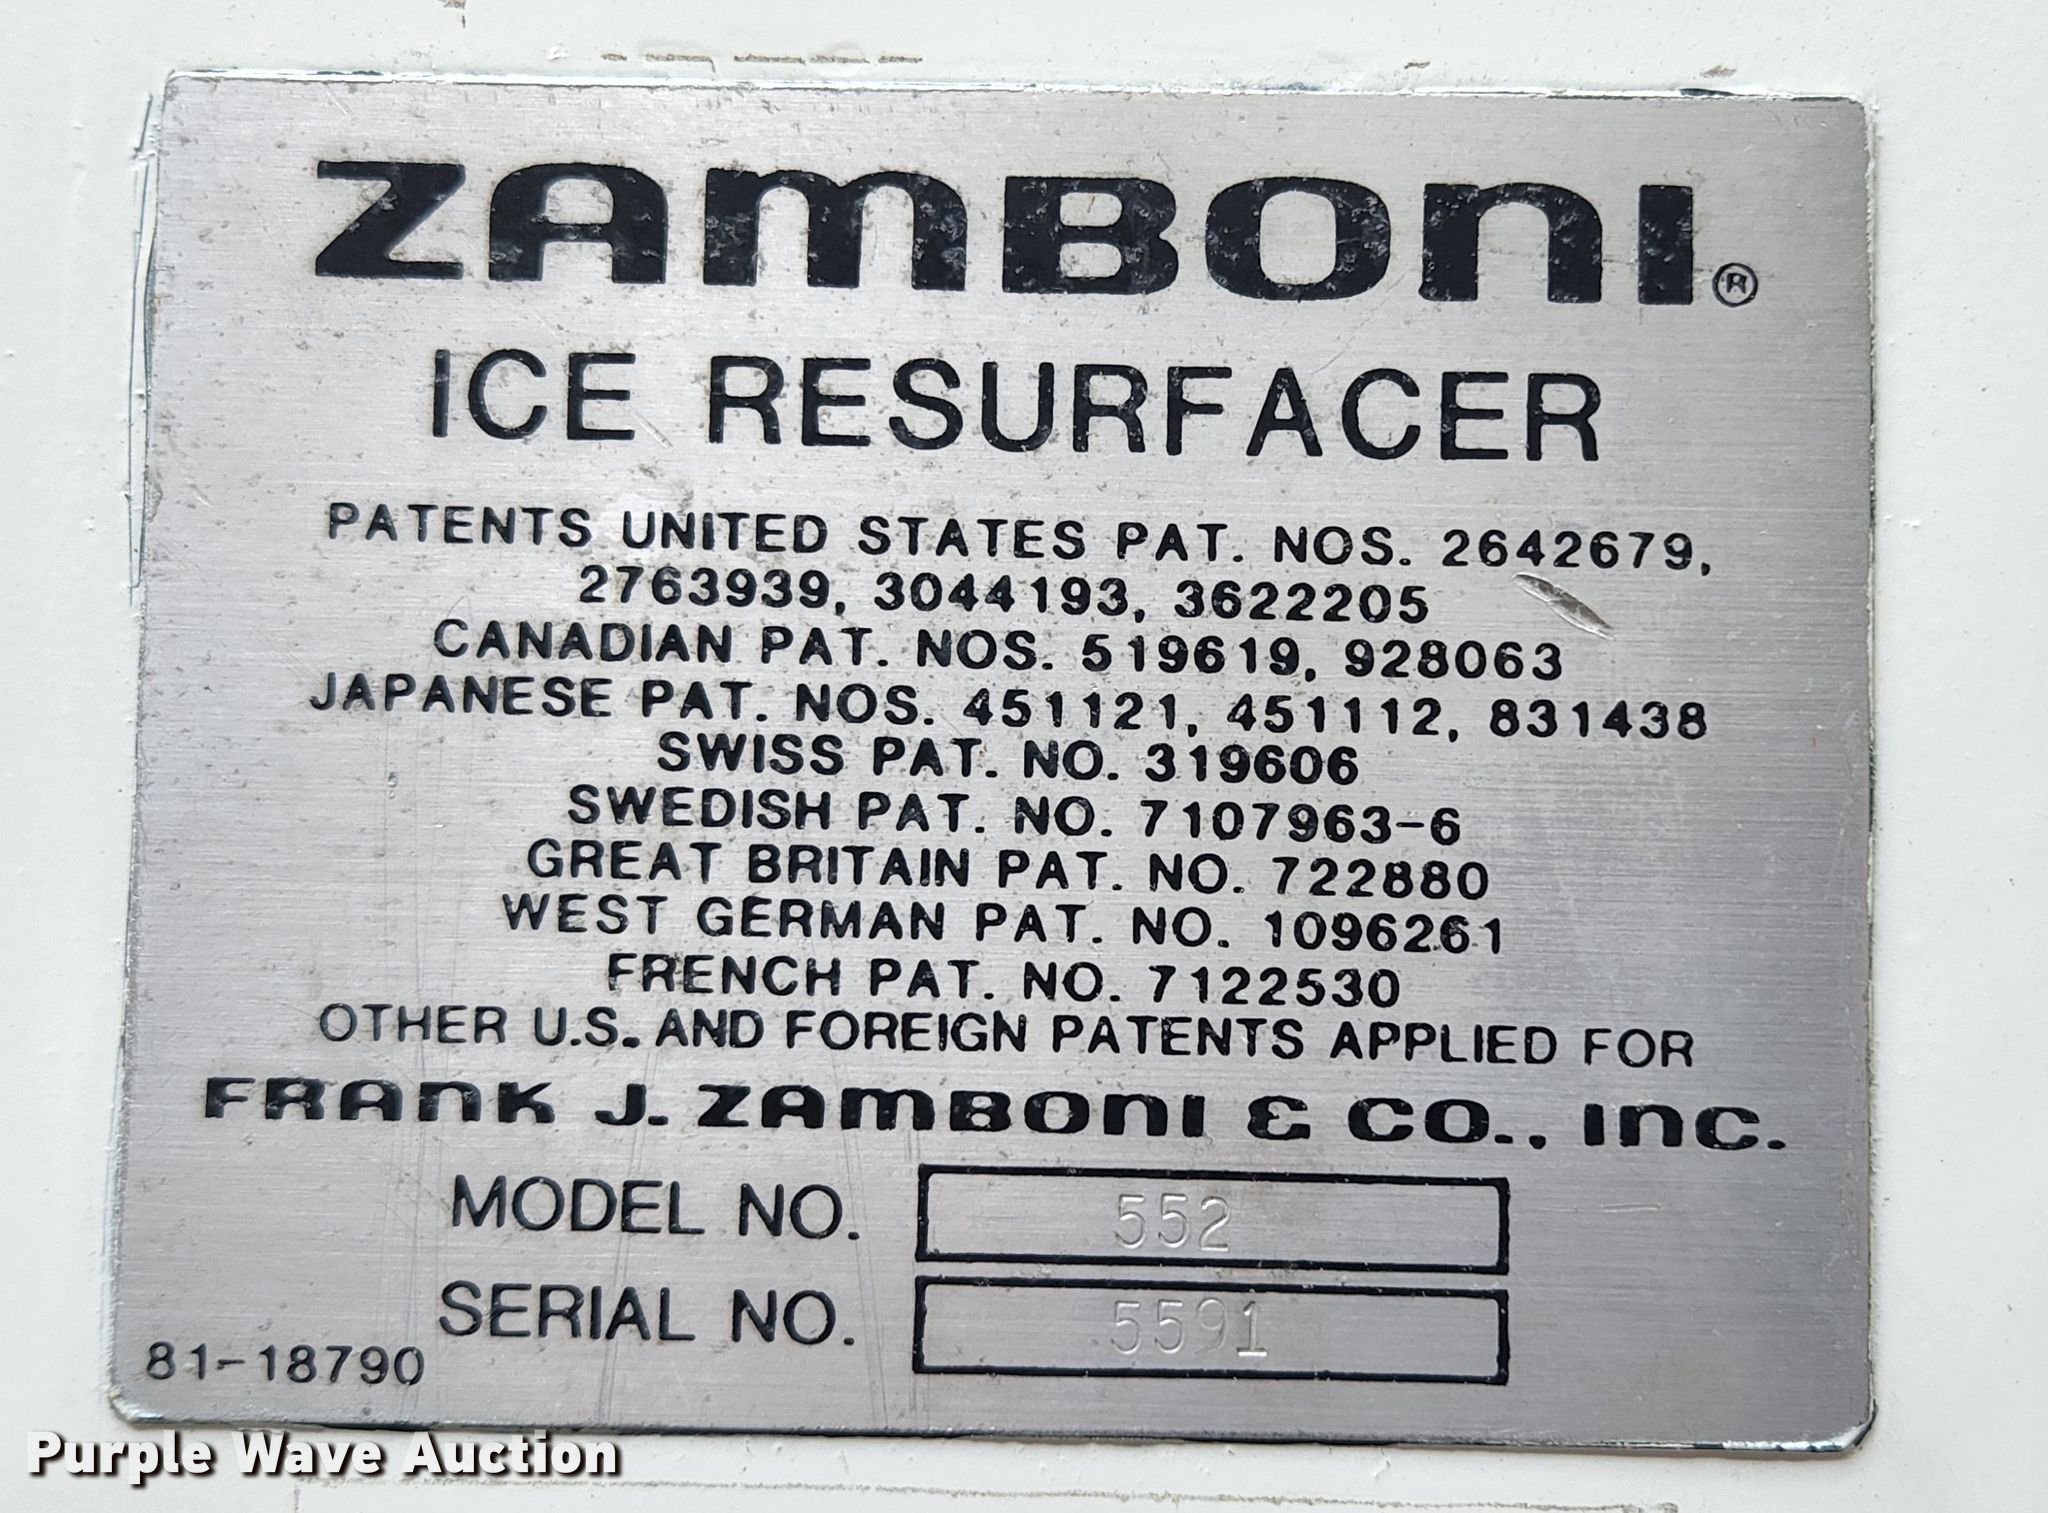 ZAMBONI®
ICE RESURFACER
PATENTS UNITED STATES PAT. NOS. 2642679,
2763939, 3044193, 3622205
CANADIAN PAT. NOS. 519619, 928063
JAPANESE PAT. NOS. 451121, 451112, 831438
SWISS PAT. NO. 319606
SWEDISH PAT. NO. 7107963-6
GREAT BRITAIN PAT. NO. 722880
WEST GERMAN PAT. NO. 1096261
FRENCH PAT. NO. 7122530
OTHER U.S. AND FOREIGN PATENTS APPLIED FOR
FRANK J. ZAMBONI & CO., INC.
MODEL NO. 552
SERIAL NO. 5591
81-18790
Purple Wave Auction